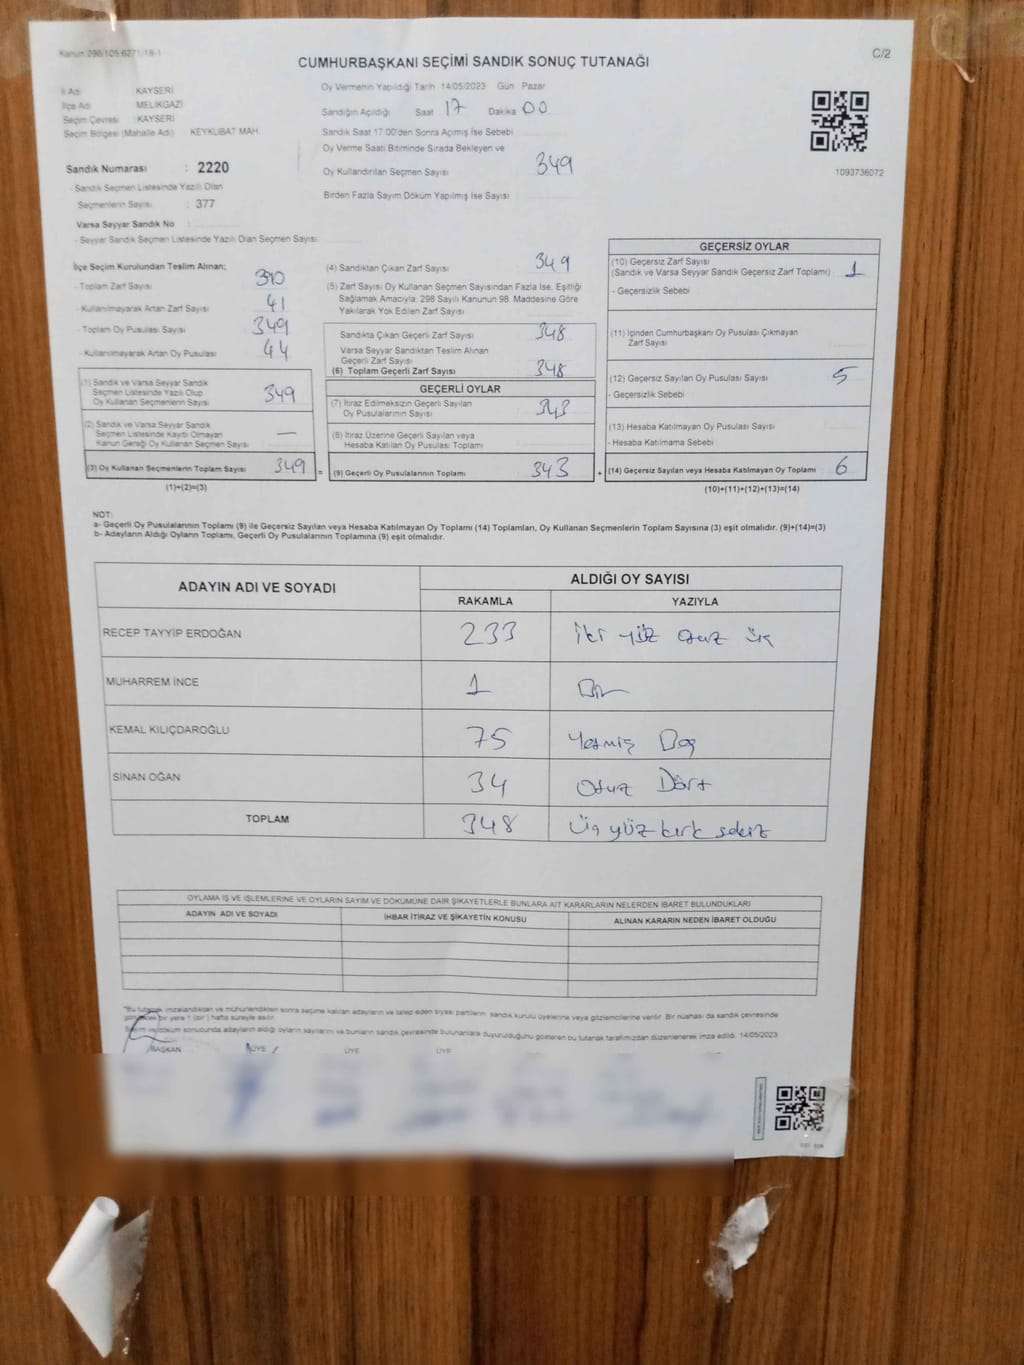 Kanun 298/105,6271/18-1
C/2
CUMHURBAŞKANI SEÇİMİ SANDIK SONUÇ TUTANAĞI
İl Adı KAYSERİ
İlçe Adı MELİKGAZİ
Seçim Çevresi KAYSERİ
Seçim Bölgesi (Mahalle Adı) KEYKUBAT MAH.
Oy Vermenin Yapıldığı Tarih 14/05/2023 Gün Pazar
Sandığın Açıldığı Saat 17 Dakika 00
Sandık Saat 17.00'den Sonra Açımış İse Sebebi
Oy Verme Saati Bitiminde Sırada Bekleyen ve
Oy Kullandırılan Seçmen Sayısı 349
Birden Fazla Sayım Döküm Yapılmış İse Sayısı
1093736072
Sandık Numarası : 2220
- Sandık Seçmen Listesinde Yazılı Olan
Seçmenlerin Sayısı : 377
Varsa Seyyar Sandık No :
- Seyyar Sandık Seçmen Listesinde Yazılı Olan Seçmen Sayısı:
İlçe Seçim Kurulundan Teslim Alınan;
- Toplam Zarf Sayısı : 390
- Kullanılmayarak Artan Zarf Sayısı : 41
- Toplam Oy Pusulası Sayısı : 349
- Kullanılmayarak Artan Oy Pusulası : 44
(1) Sandık ve Varsa Seyyar Sandık
Seçmen Listesinde Yazılı Olup
Oy Kullanan Seçmenlerin Sayısı : 349
(2) Sandık ve Varsa Seyyar Sandık
Seçmen Listesinde Kayıtlı Olmayan
Kanun Gereği Oy Kullanan Seçmen Sayısı : —
(3) Oy Kullanan Seçmenlerin Toplam Sayısı : 349 =
(1)+(2)=(3)
(4) Sandıktan Çıkan Zarf Sayısı : 349
(5) Zarf Sayısı Oy Kullanan Seçmen Sayısından Fazla İse, Eşitliği
Sağlamak Amacıyla, 298 Sayılı Kanunun 98. Maddesine Göre
Yakılarak Yok Edilen Zarf Sayısı :
Sandıkta Çıkan Geçerli Zarf Sayısı : 348
Varsa Seyyar Sandıktan Teslim Alınan
Geçerli Zarf Sayısı :
(6) Toplam Geçerli Zarf Sayısı : 348
GEÇERLİ OYLAR
(7) İtiraz Edilmeksizin Geçerli Sayılan
Oy Pusulalarının Sayısı : 343
(8) İtiraz Üzerine Geçerli Sayılan veya
Hesaba Katılan Oy Pusulası Toplamı :
(9) Geçerli Oy Pusulalarının Toplamı : 343 +
GEÇERSİZ OYLAR
(10) Geçersiz Zarf Sayısı
(Sandık ve Varsa Seyyar Sandık Geçersiz Zarf Toplamı) : 1
- Geçersizlik Sebebi :
(11) İçinden Cumhurbaşkanı Oy Pusulası Çıkmayan
Zarf Sayısı :
(12) Geçersiz Sayılan Oy Pusulası Sayısı : 5
- Geçersizlik Sebebi :
(13) Hesaba Katılmayan Oy Pusulası Sayısı :
- Hesaba Katılmama Sebebi :
(14) Geçersiz Sayılan veya Hesaba Katılmayan Oy Toplamı : 6
(10)+(11)+(12)+(13)=(14)
NOT:
a- Geçerli Oy Pusulalarının Toplamı (9) ile Geçersiz Sayılan veya Hesaba Katılmayan Oy Toplamı (14) Toplamları, Oy Kullanan Seçmenlerin Toplam Sayısına (3) eşit olmalıdır. (9)+(14)=(3)
b- Adayların Aldığı Oyların Toplamı, Geçerli Oy Pusulalarının Toplamına (9) eşit olmalıdır.
ADAYIN ADI VE SOYADI
ALDIĞI OY SAYISI
RAKAMLA YAZIYLA
RECEP TAYYİP ERDOĞAN 233 iki yüz otuz üç
MUHARREM İNCE 1 Bir
KEMAL KILIÇDAROĞLU 75 Yetmiş Beş
SİNAN OĞAN 34 Otuz Dört
TOPLAM 348 Üç yüz kırk sekiz
OYLAMA İŞ VE İŞLEMLERİNE VE OYLARIN SAYIM VE DÖKÜMÜNE DAİR ŞİKAYETLERLE BUNLARA AİT KARARLARIN NELERDEN İBARET BULUNDUKLARI
ADAYIN ADI VE SOYADI İHBAR İTİRAZ VE ŞİKAYETİN KONUSU ALINAN KARARIN NEDEN İBARET OLDUĞU
"Bu tutanak imzalandıktan ve mühürlendikten sonra seçime katılan adayların ve talep eden siyasi partilerin sandık kurulu üyelerine veya gözlemcilerine verilir. Bir nüshası da sandık çevresinde
görülecek bir yere 1 (bir) hafta süreyle asılır.
Sayım ve döküm sonucunda adayların aldığı oyların sayılarını ve bunların sandık çevresinde bulunanlara duyurulduğunu gösteren bu tutanak tarafımızdan düzenlenerek imza edildi. 14/05/2023
BAŞKAN ÜYE ÜYE ÜYE